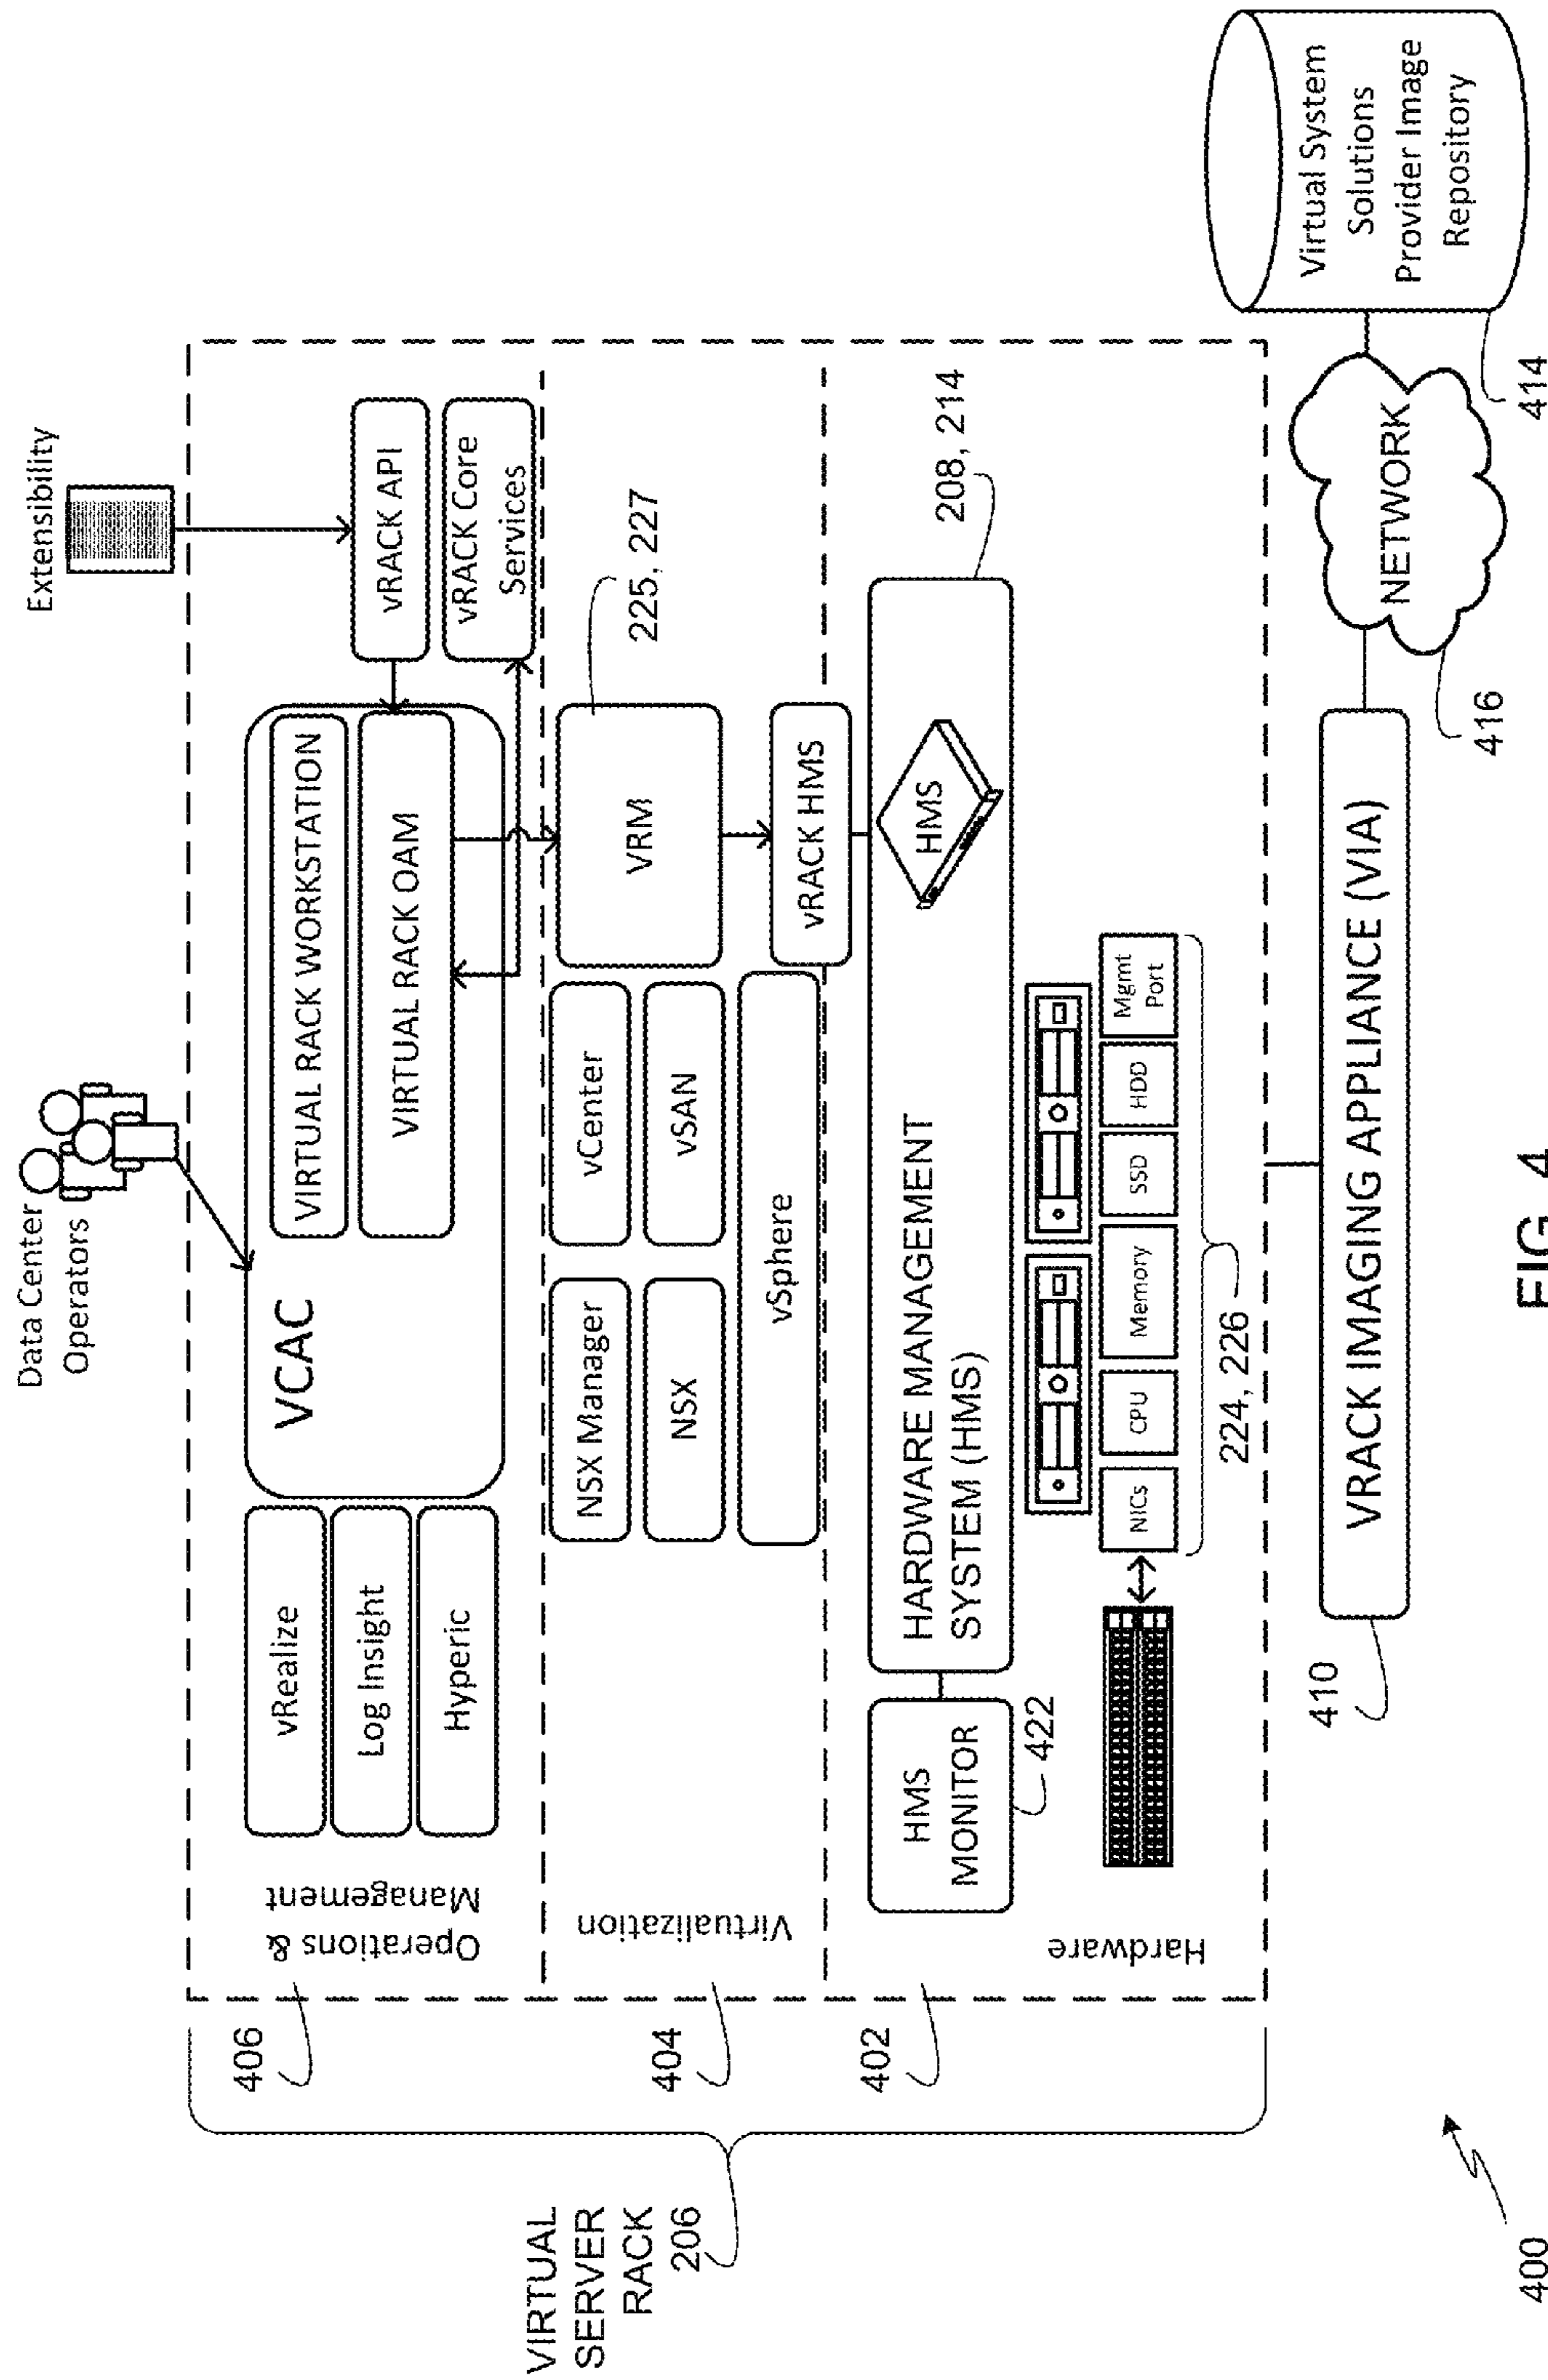 Data Center
Operators
Extensibility
VIRTUAL
SERVER
RACK
206
406
Operations &
Management
vRealize
Log Insight
Hyperic
VCAC
VIRTUAL RACK WORKSTATION
VIRTUAL RACK OAM
vRACK API
vRACK Core
Services
404
Virtualization
NSX Manager
NSX
vCenter
vSAN
vSphere
VRM
225, 227
vRACK HMS
402
Hardware
HMS
MONITOR
422
HARDWARE MANAGEMENT
SYSTEM (HMS)
HMS
208, 214
NICs
CPU
Memory
SSD
HDD
Mgmt
Port
224, 226
410
VRACK IMAGING APPLIANCE (VIA)
NETWORK
416
Virtual System
Solutions
Provider Image
Repository
414
400
FIG. 4